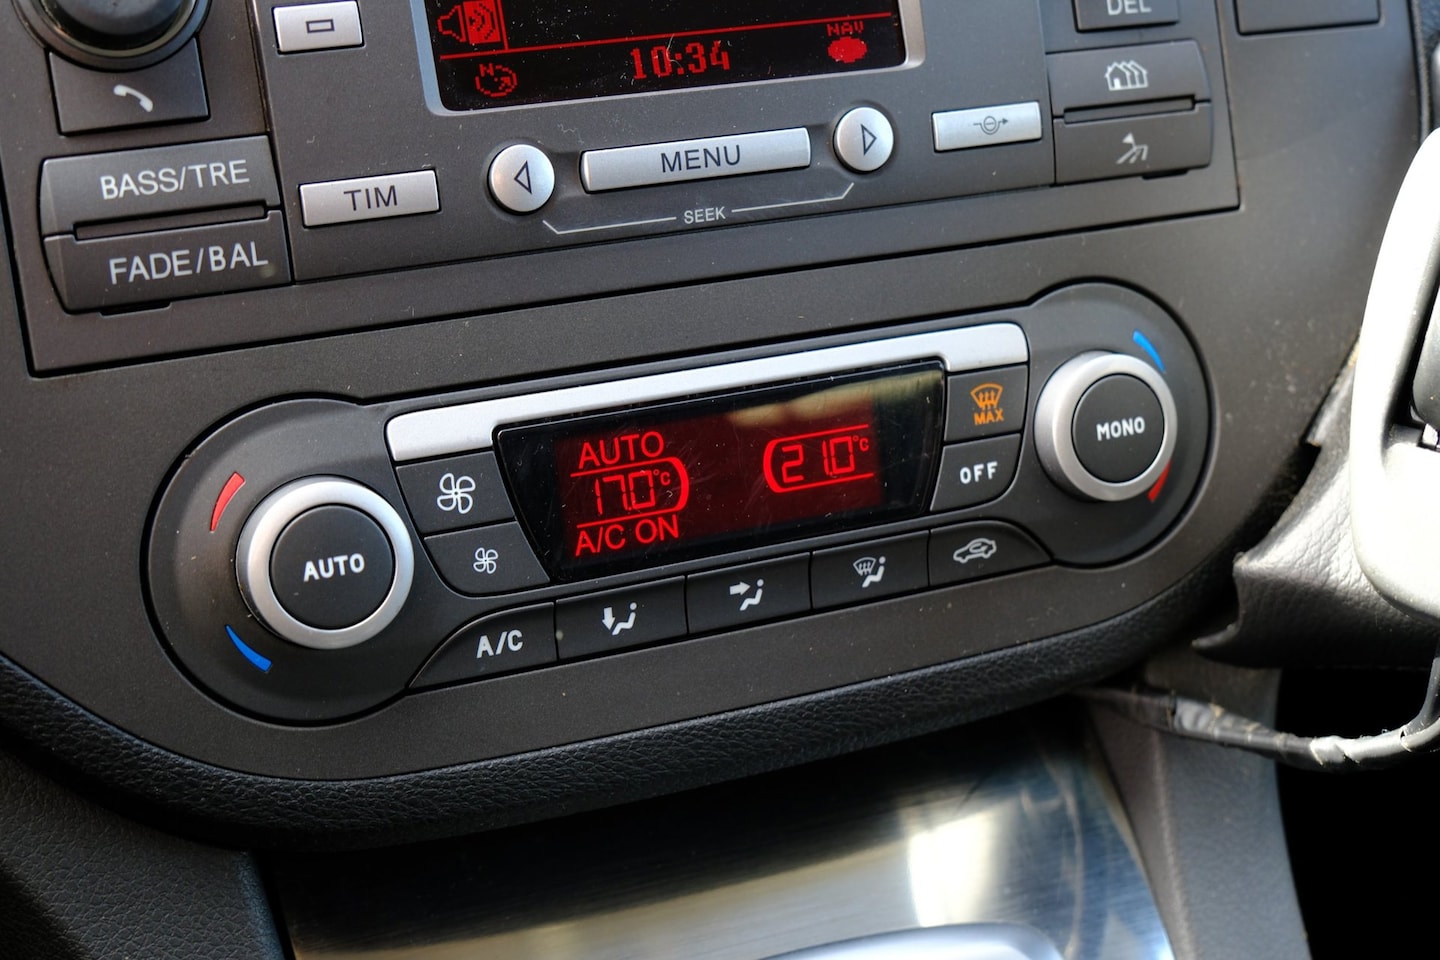 DEL
NAV
N
10:34
BASS/TRE
TIM
MENU
FADE/BAL
SEEK
MAX
MONO
AUTO
17.0°C
A/C ON
21.0°C
OFF
AUTO
A/C